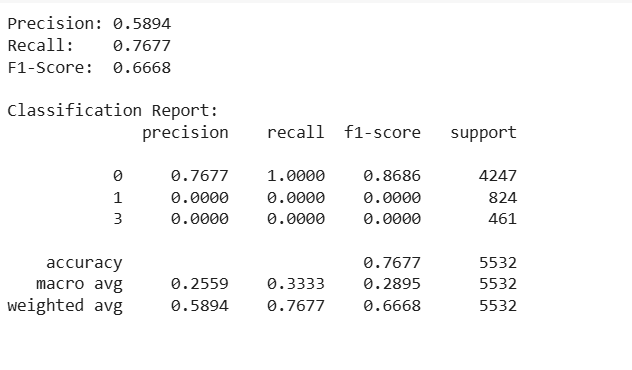 Precision: 0.5894
Recall: 0.7677
F1-Score: 0.6668
Classification Report:
precision recall f1-score support
0 0.7677 1.0000 0.8686 4247
1 0.0000 0.0000 0.0000 824
3 0.0000 0.0000 0.0000 461
accuracy 0.7677 5532
macro avg 0.2559 0.3333 0.2895 5532
weighted avg 0.5894 0.7677 0.6668 5532